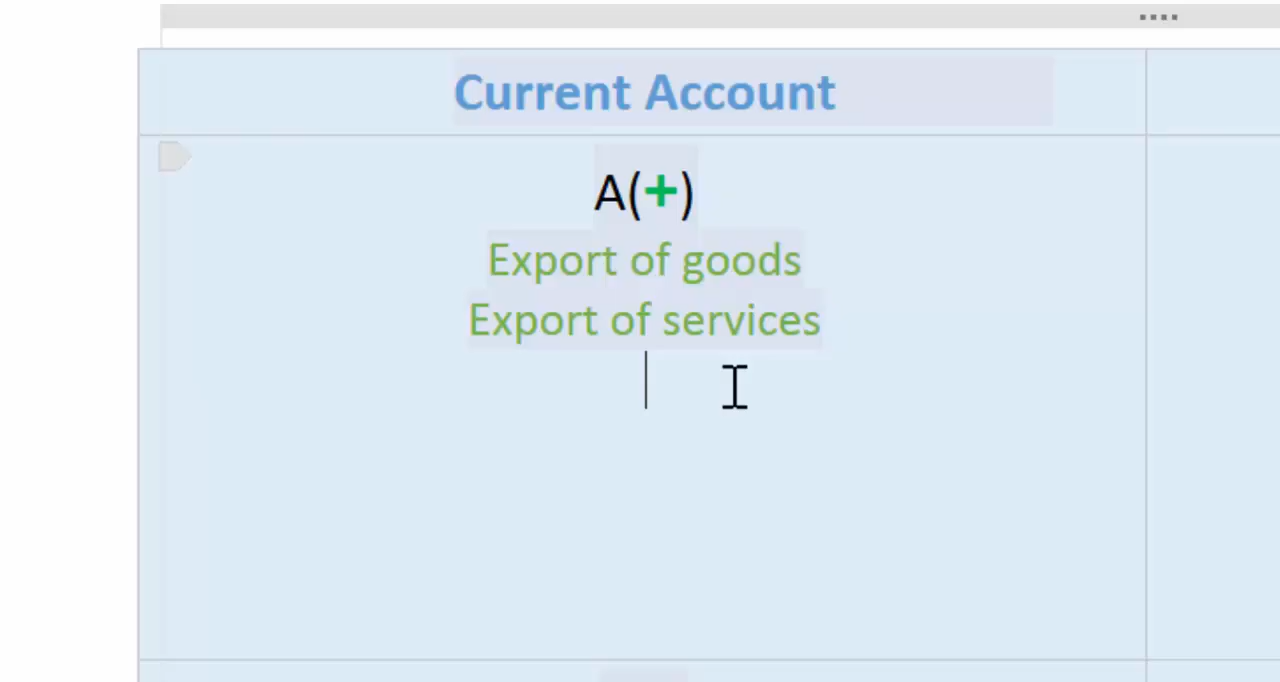 Current Account
A(+)
Export of goods
Export of services